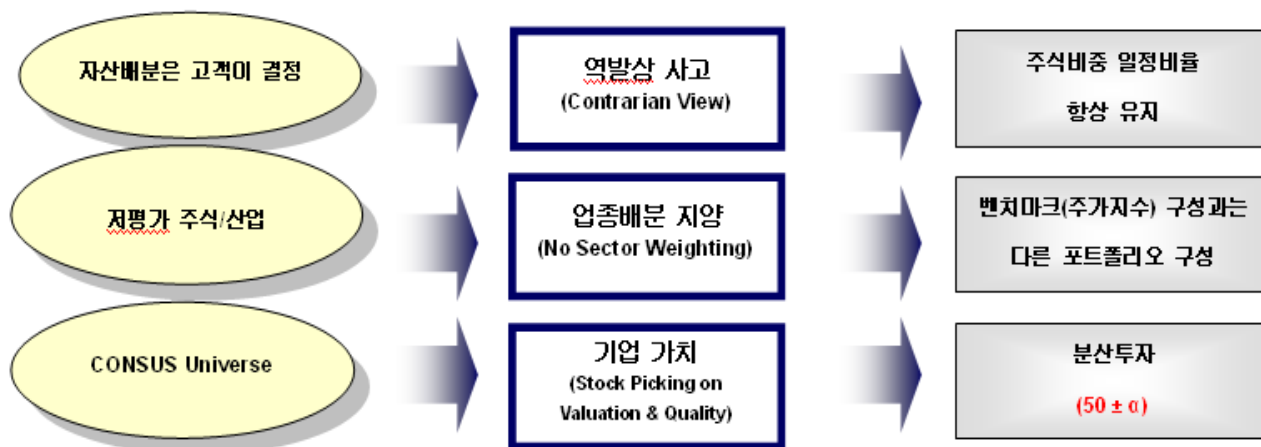 자산배분은 고객이 결정
역발상 사고
(Contrarian View)
주식비중 일정비율
항상 유지
저평가 주식/산업
업종배분 지양
(No Sector Weighting)
벤치마크(주가지수) 구성과는
다른 포트폴리오 구성
CONSUS Universe
기업 가치
(Stock Picking on
Valuation & Quality)
분산투자
(50 ± α)